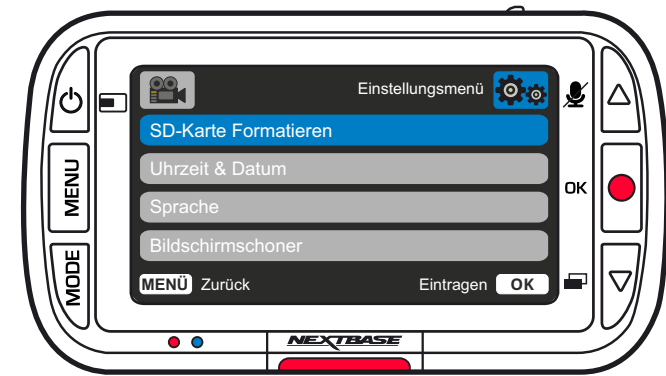 Einstellungsmenü
SD-Karte Formatieren
Uhrzeit & Datum
Sprache
Bildschirmschoner
MENÜ Zurück Eintragen OK
MENU
MODE
OK
NEXTBASE